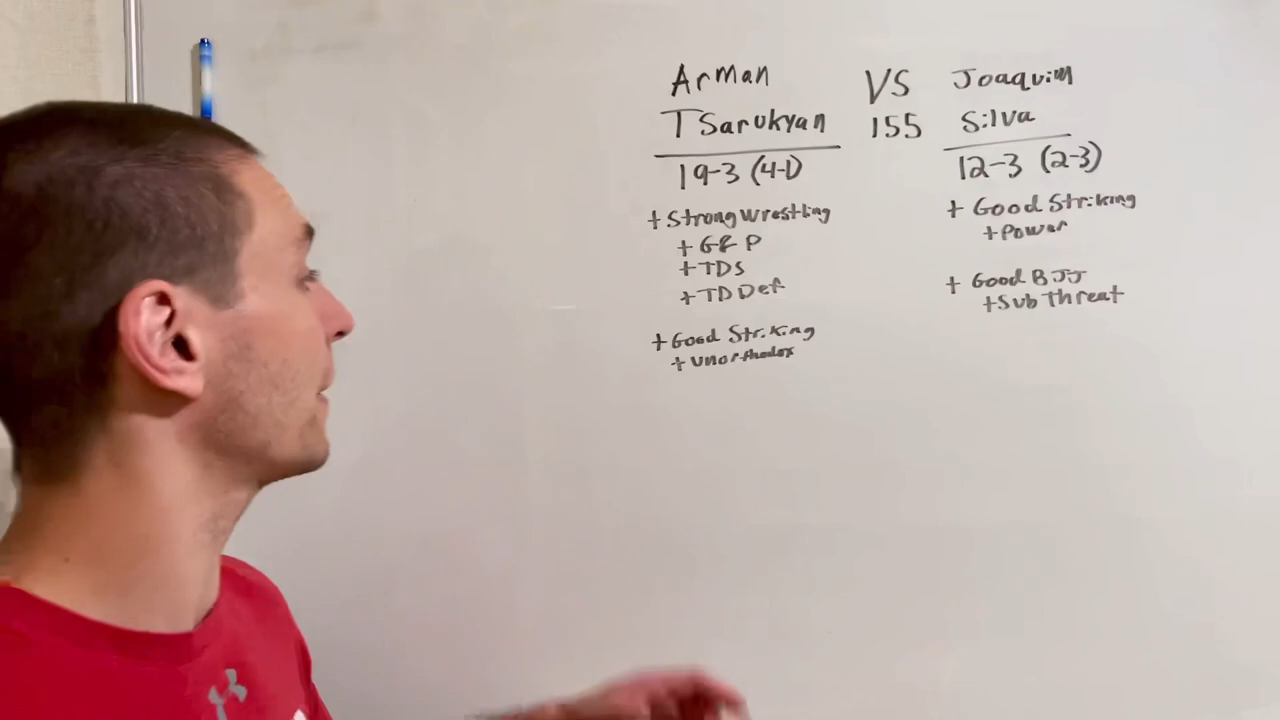 Arman
Tsarukyan
19-3 (4-1)
+ Strong Wrestling
+ G&P
+ TDS
+ TD Def
+ Good Striking
+ unorthodox
VS
155
Joaquim
Silva
12-3 (2-3)
+ Good Striking
+ Power
+ Good BJJ
+ Sub Threat